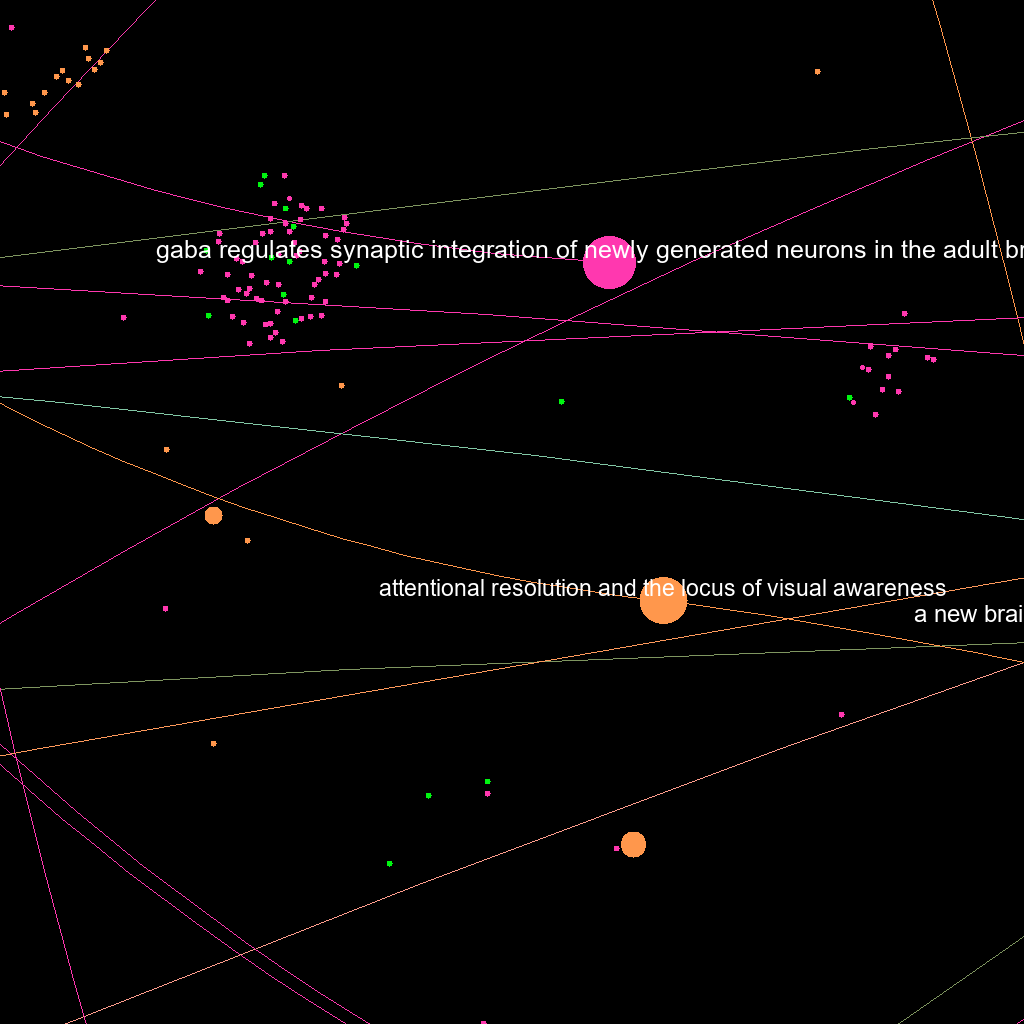 gaba regulates synaptic integration of newly generated neurons in the adult br
attentional resolution and the locus of visual awareness
a new brai